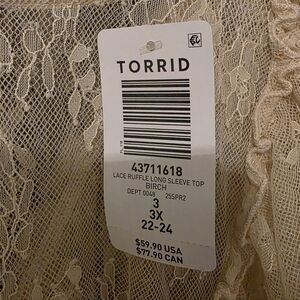 TORRID
43711618
LACE RUFFLE LONG SLEEVE TOP
BIRCH
DEPT 0048 255PR2
3
3X
22-24
$59.90 USA
$77.90 CAN